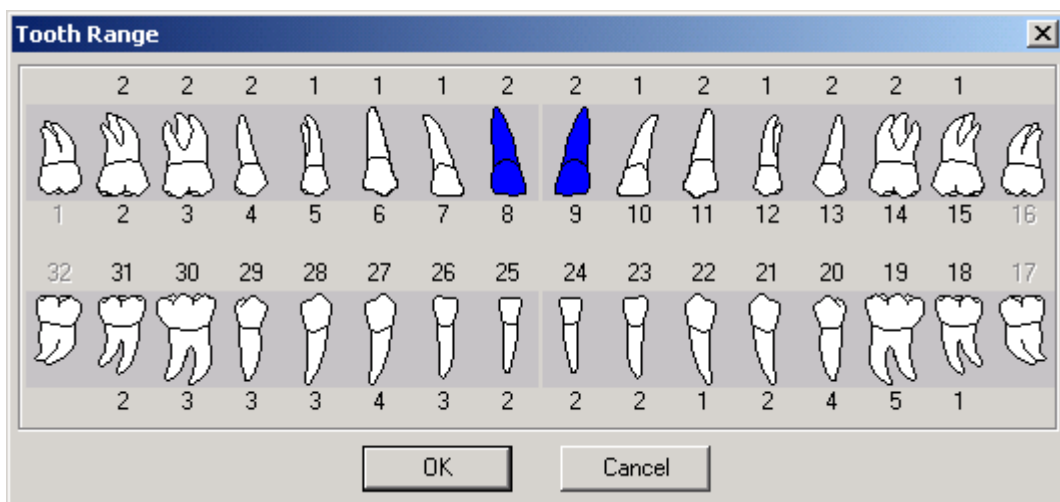 Tooth Range
2 2 2 1 1 1 2 2 1 2 1 2 2 1
1 2 3 4 5 6 7 8 9 10 11 12 13 14 15 16
32 31 30 29 28 27 26 25 24 23 22 21 20 19 18 17
2 3 3 3 4 3 2 2 2 1 2 4 5 1
OK Cancel